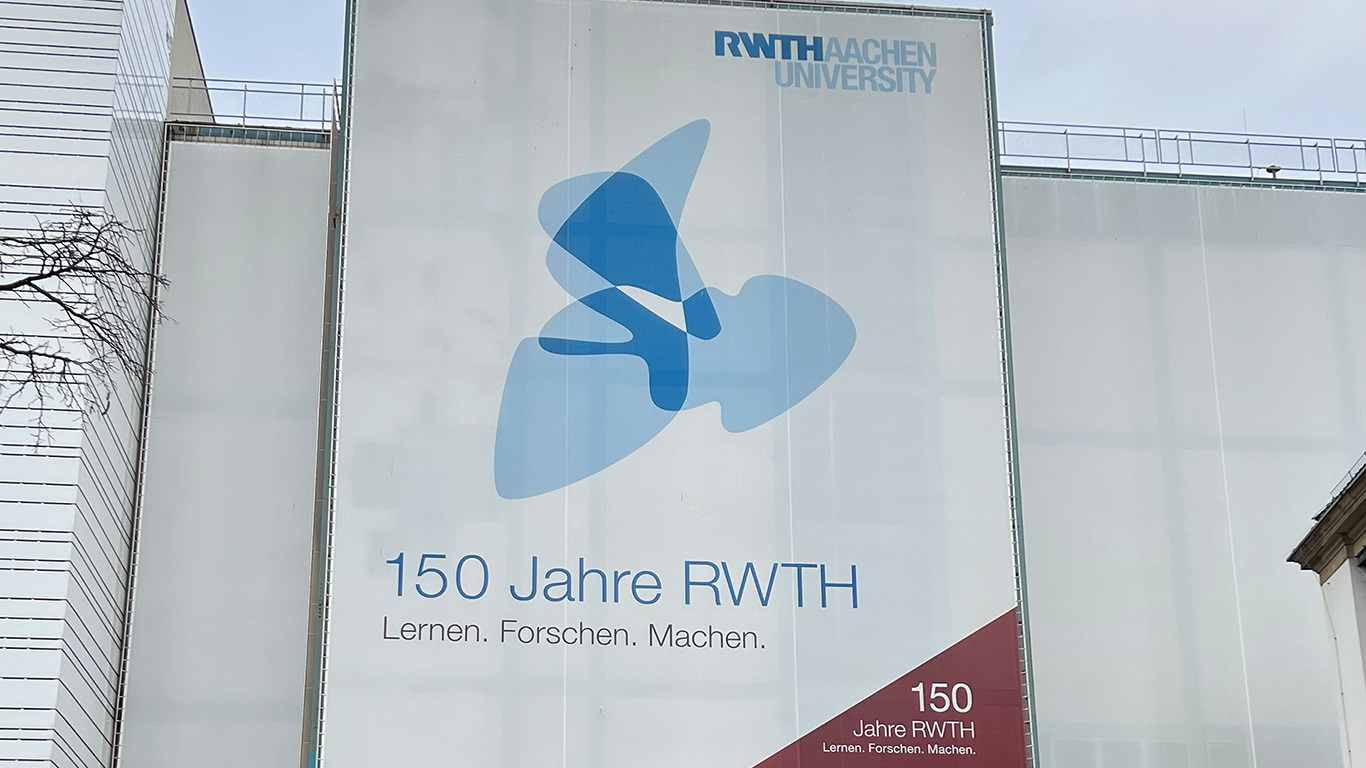 RWTHAACHEN
UNIVERSITY
150 Jahre RWTH
Lernen. Forschen. Machen.
150
Jahre RWTH
Lernen. Forschen. Machen.